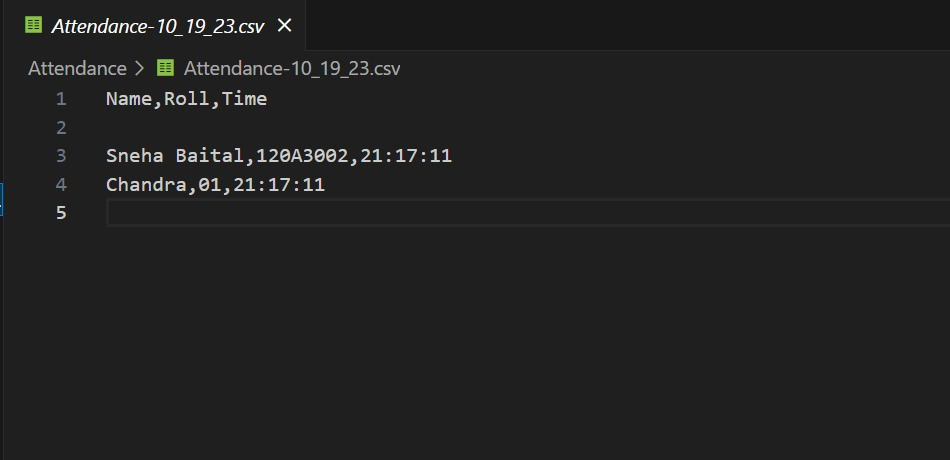 Attendance-10_19_23.csv
Attendance > Attendance-10_19_23.csv
1 Name,Roll,Time
2
3 Sneha Baital,120A3002,21:17:11
4 Chandra,01,21:17:11
5